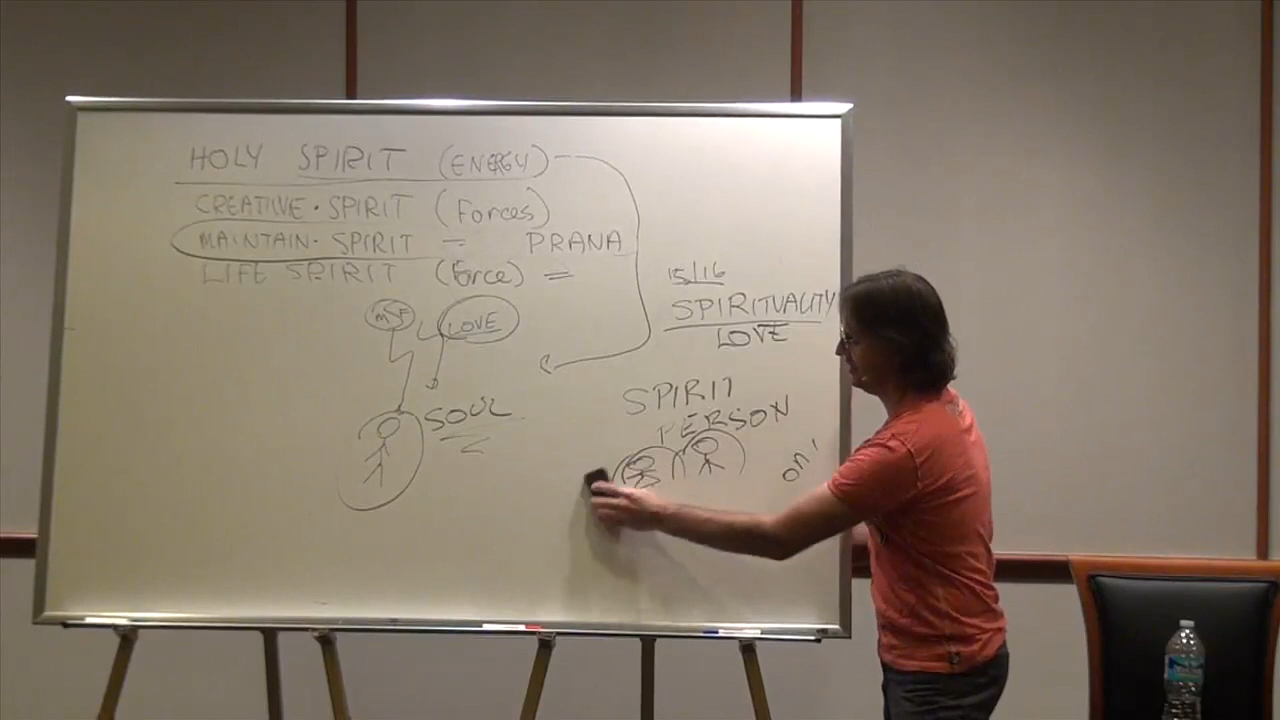 HOLY SPIRIT (ENERGY)
CREATIVE · SPIRIT (Forces)
MAINTAIN · SPIRIT = PRANA
LIFE SPIRIT (Force) =
15/16
SPIRITUALITY
LOVE
MSF
LOVE
SOUL
SPIRIT
PERSON